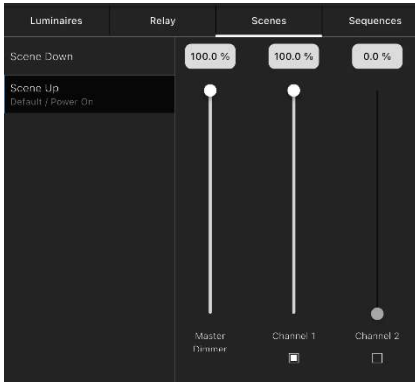 Luminaires Relay Scenes Sequences
Scene Down
100.0 % 100.0 % 0.0 %
Scene Up
Default / Power On
Master Channel 1 Channel 2
Dimmer